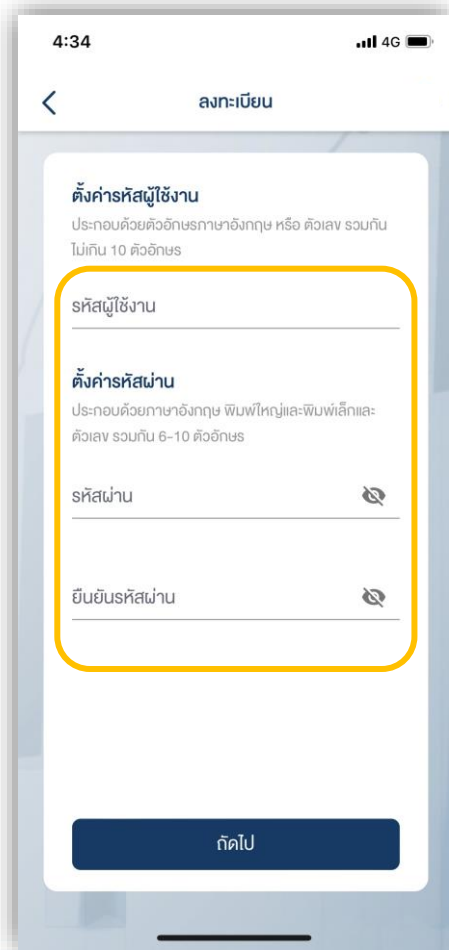 4:34
4G
ลงทะเบียน
ตั้งค่ารหัสผู้ใช้งาน
ประกอบด้วยตัวอักษรภาษาอังกฤษ หรือ ตัวเลข รวมกัน
ไม่เกิน 10 ตัวอักษร
รหัสผู้ใช้งาน
ตั้งค่ารหัสผ่าน
ประกอบด้วยภาษาอังกฤษ พิมพ์ใหญ่และพิมพ์เล็กและ
ตัวเลข รวมกัน 6-10 ตัวอักษร
รหัสผ่าน
ยืนยันรหัสผ่าน
ถัดไป